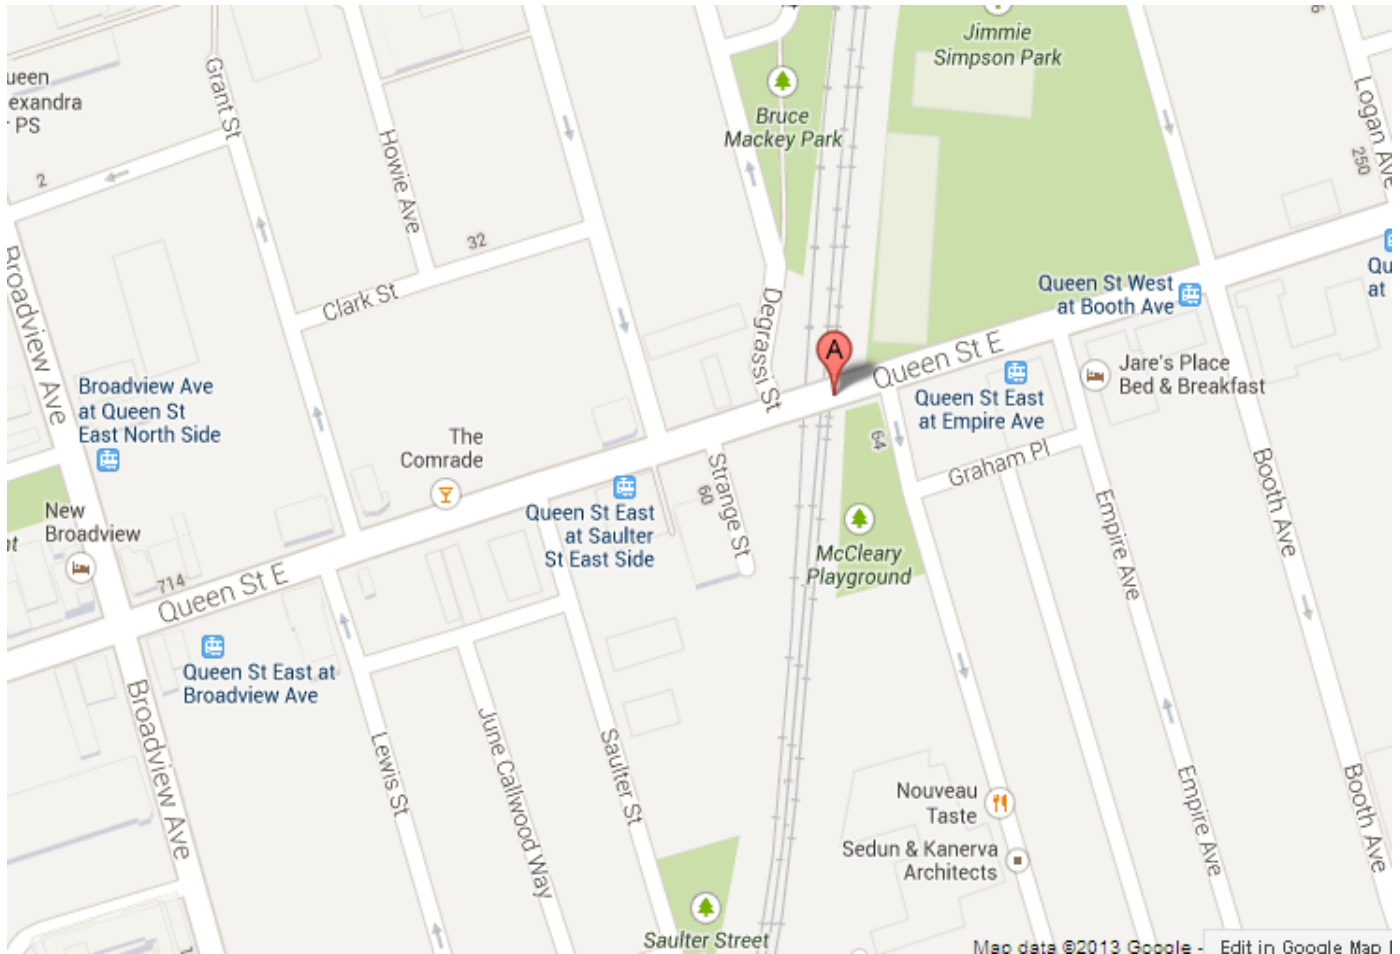 Jimmie
Simpson Park
ueen
exandra
PS
Grant St
Bruce
Mackey Park
Logan Ave
250
Howie Ave
2
32
Broadview Ave
Clark St
Queen St West
at Booth Ave
Qu
at
Degrassi St
A
Queen St E
Jare's Place
Bed & Breakfast
Broadview Ave
at Queen St
East North Side
Queen St East
at Empire Ave
The
Comrade
64
Graham Pl
Strange St
60
Booth Ave
Queen St East
at Saulter
St East Side
New
Broadview
nt
Empire Ave
McCleary
Playground
714
Queen St E
Queen St East at
Broadview Ave
Broadview Ave
Lewis St
June Callwood Way
Saulter St
Nouveau
Taste
Empire Ave
Booth Ave
Sedun & Kanerva
Architects
Saulter Street
Map data ©2013 Google -
Edit in Google Map